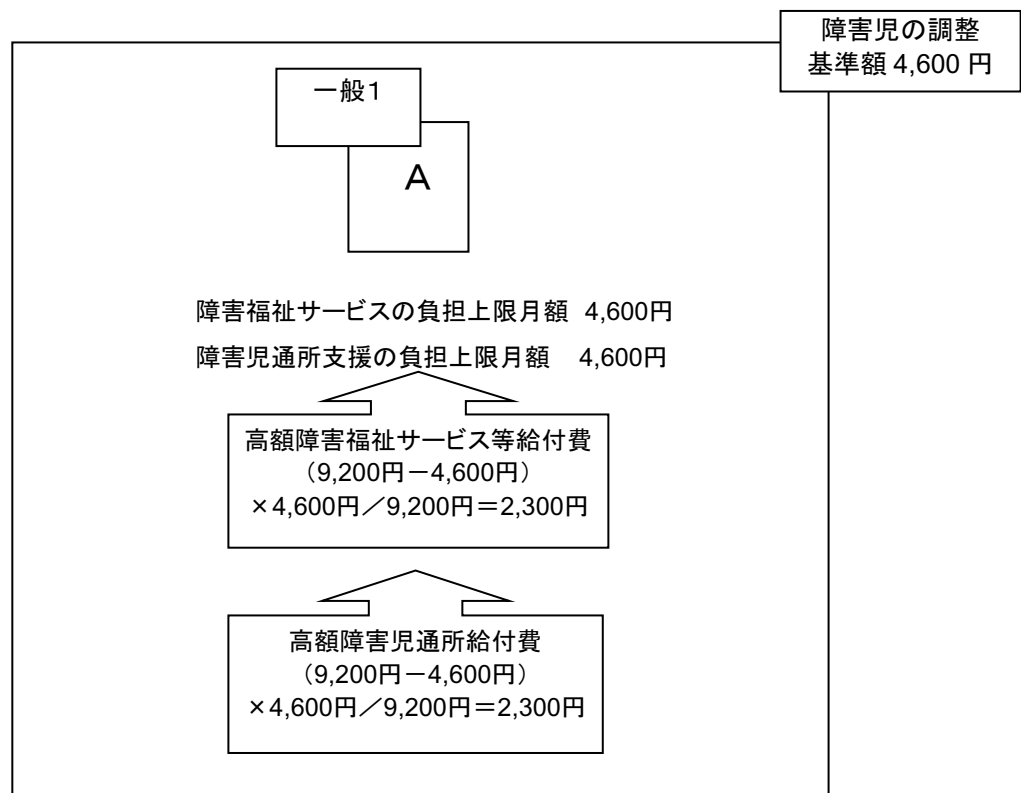 障害児の調整
基準額 4,600 円
一般1
A
障害福祉サービスの負担上限月額 4,600円
障害児通所支援の負担上限月額 4,600円
高額障害福祉サービス等給付費
（9,200円－4,600円）
×4,600円／9,200円＝2,300円
高額障害児通所給付費
（9,200円－4,600円）
×4,600円／9,200円＝2,300円